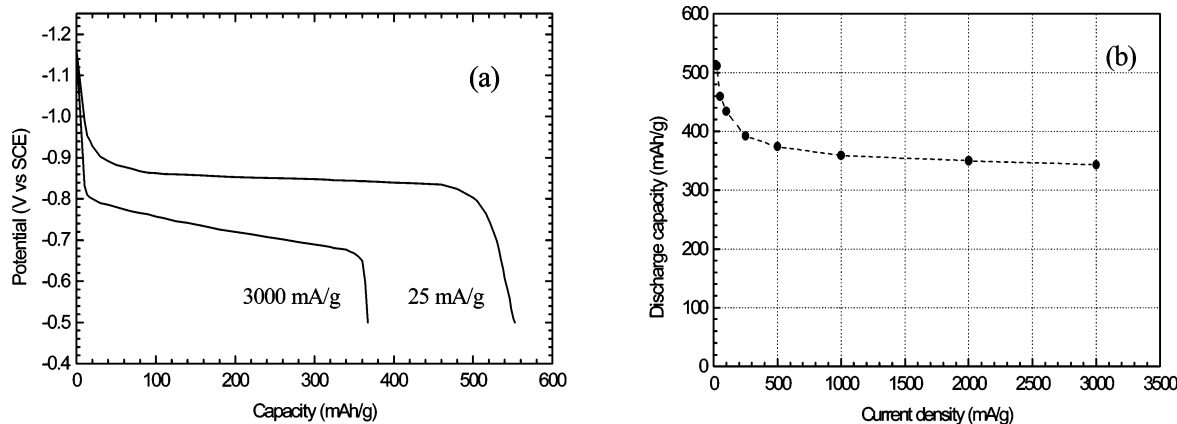 (a)
-1.2
-1.1
-1.0
-0.9
-0.8
-0.7
-0.6
-0.5
-0.4
Potential (V vs SCE)
3000 mA/g
25 mA/g
0 100 200 300 400 500 600
Capacity (mAh/g)
(b)
600
500
400
300
200
100
0
Discharge capacity (mAh/g)
0 500 1000 1500 2000 2500 3000 3500
Current density (mA/g)